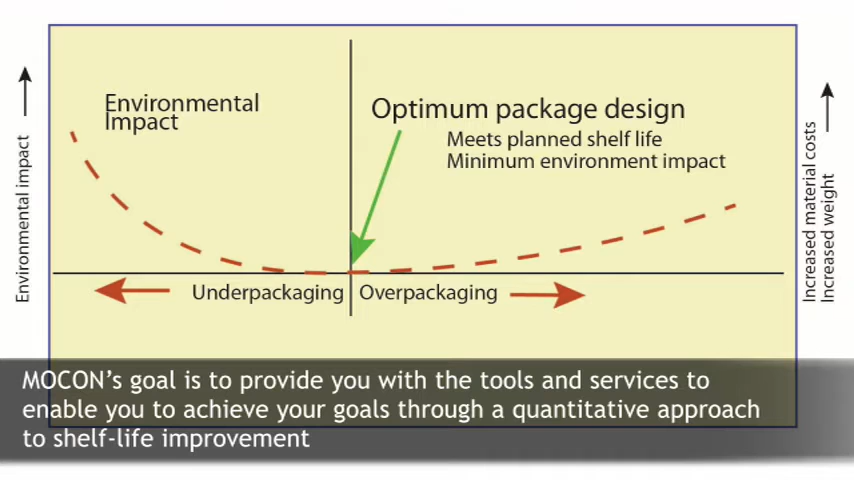 Environmental
Impact
Optimum package design
Meets planned shelf life
Minimum environment impact
Environmental impact
Increased material costs
Increased weight
Underpackaging
Overpackaging
MOCON's goal is to provide you with the tools and services to
enable you to achieve your goals through a quantitative approach
to shelf-life improvement